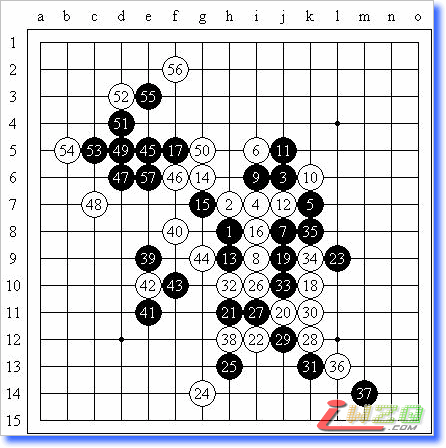 a b c d e f g h i j k l m n o
1
2 56
3 52 55
4 51
5 54 53 49 45 17 50 6 11
6 47 57 46 14 9 3 10
7 48 15 2 4 12 5
8 40 1 16 7 35
9 39 44 13 8 19 34 23
10 42 43 32 26 33 18
11 41 21 27 20 30
12 38 22 29 28
13 25 31 36
14 24 37
15
.com